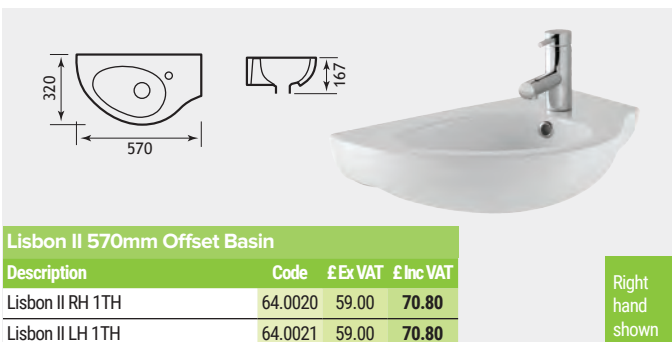 320
570
167
Lisbon II 570mm Offset Basin
Description Code £ Ex VAT £ Inc VAT
Lisbon II RH 1TH 64.0020 59.00 70.80
Lisbon II LH 1TH 64.0021 59.00 70.80
Right
hand
shown